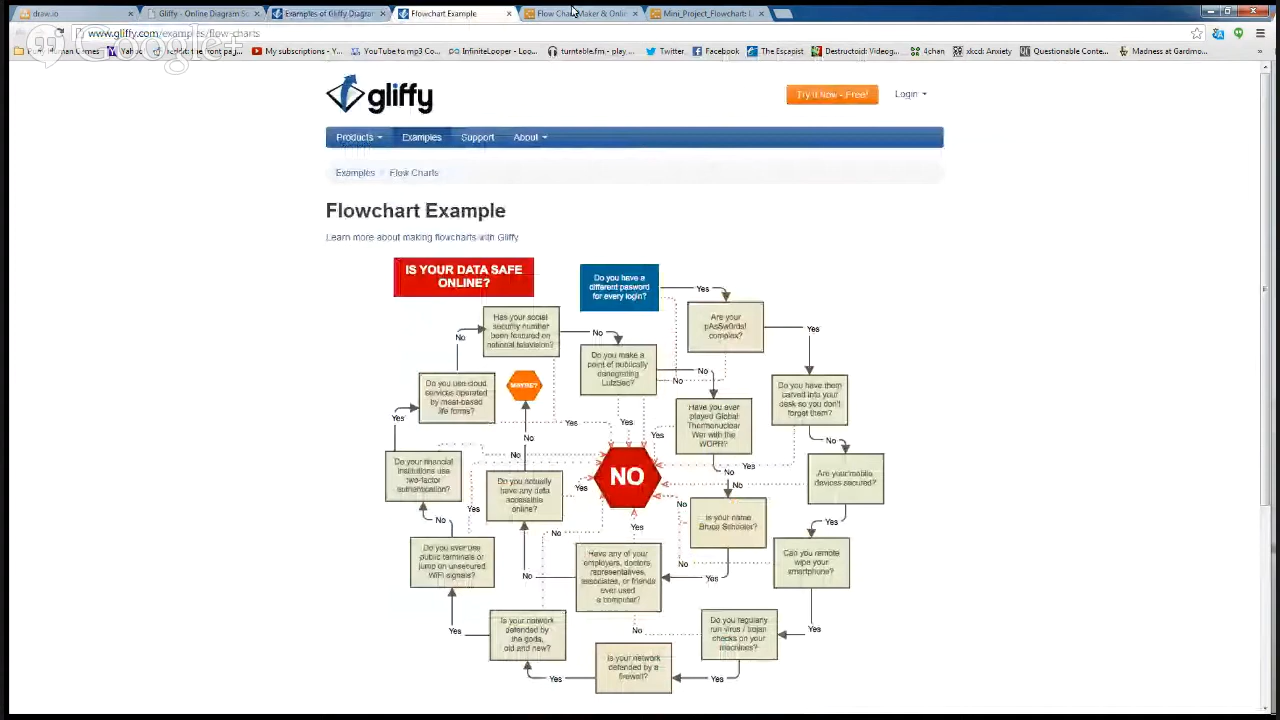 draw.io
Gliffy - Online Diagram So
Examples of Gliffy Diagram
Flowchart Example
Flow Chart Maker & Onlin
Mini_Project_Flowchart: L
www.gliffy.com/examples/flow-charts
Google+
Human Games
Yahoo
My subscriptions - Yo
YouTube to mp3 Co
InfiniteLooper - Loo
turntable.fm - play
Twitter
Facebook
The Escapist
Destructoid: Videog
4chan
xkcd: Anxiety
Questionable Conte
Madness at Gardmo
gliffy
Try It Now - Free!
Login
Products
Examples
Support
About
Examples
Flow Charts
Flowchart Example
Learn more about making flowcharts with Gliffy
IS YOUR DATA SAFE
ONLINE?
Do you have a
different pasword
for every login?
Yes
Are your
pAsSw0rds!
complex?
Yes
Has your social
security number
been featured on
national television?
No
No
Do you make a
point of publically
denegrating
LulzSec?
No
No
Do you have them
carved into your
desk so you don't
forget them?
Do you use cloud
services operated
by meat-based
life forms?
MAYBE?
Yes
Yes
Yes
Have you ever
played Global
Thermonuclear
War with the
WOPR?
Yes
No
No
No
Yes
No
Do your financial
institutions use
two-factor
authentication?
Do you actually
have any data
accessible
online?
Yes
NO
No
Are your mobile
devices secured?
Yes
No
Is your name
Bruce Schneier?
No
Yes
Yes
No
Do you ever use
public terminals or
jump on unsecured
WiFi signals?
Have any of your
employers, doctors,
representatives,
associates, or friends
ever used
a computer?
No
Can you remote
wipe your
smartphone?
No
Yes
Yes
Is your network
defended by
the gods,
old and new?
No
Do you regularly
run virus / trojan
checks on your
machines?
Yes
Is your network
defended by a
firewall?
Yes
Yes